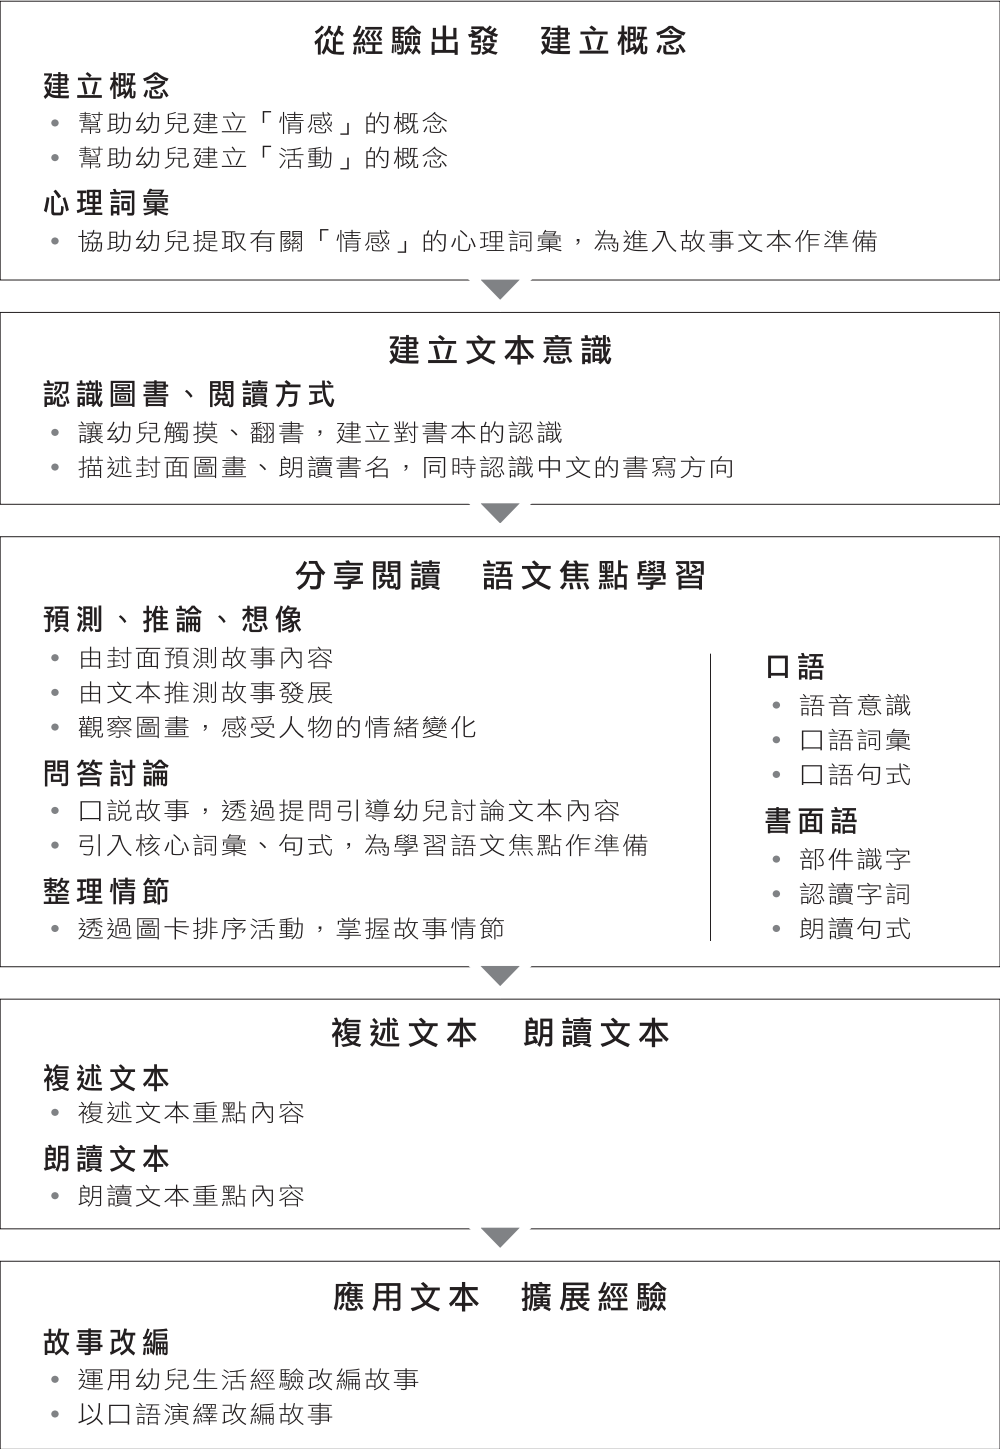 從經驗出發　建立概念
建立概念
• 幫助幼兒建立「情感」的概念
• 幫助幼兒建立「活動」的概念
心理詞彙
• 協助幼兒提取有關「情感」的心理詞彙，為進入故事文本作準備
建立文本意識
認識圖書、閲讀方式
• 讓幼兒觸摸、翻書，建立對書本的認識
• 描述封面圖畫、朗讀書名，同時認識中文的書寫方向
分享閲讀　語文焦點學習
預測、推論、想像
• 由封面預測故事內容
• 由文本推測故事發展
• 觀察圖畫，感受人物的情緒變化
問答討論
• 口説故事，透過提問引導幼兒討論文本內容
• 引入核心詞彙、句式，為學習語文焦點作準備
整理情節
• 透過圖卡排序活動，掌握故事情節
口語
• 語音意識
• 口語詞彙
• 口語句式
書面語
• 部件識字
• 認讀字詞
• 朗讀句式
複述文本　朗讀文本
複述文本
• 複述文本重點內容
朗讀文本
• 朗讀文本重點內容
應用文本　擴展經驗
故事改編
• 運用幼兒生活經驗改編故事
• 以口語演繹改編故事